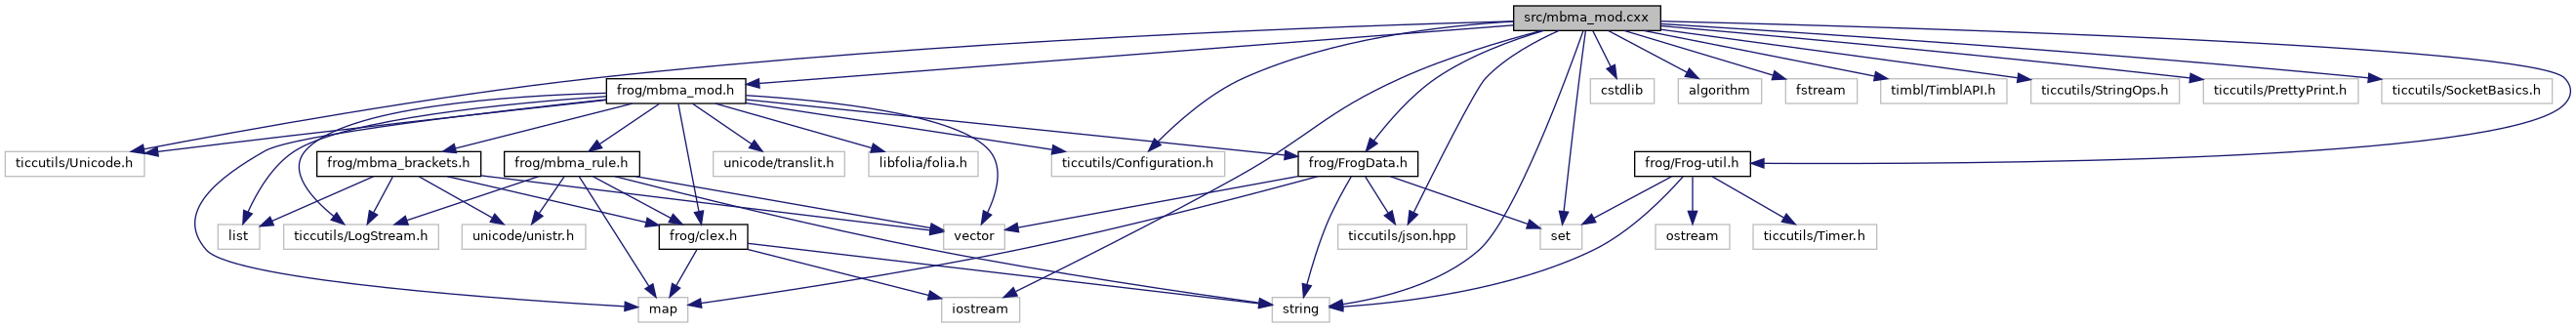 src/mbma_mod.cxx
frog/mbma_mod.h
cstdlib
algorithm
fstream
timbl/TimblAPI.h
ticcutils/StringOps.h
ticcutils/PrettyPrint.h
ticcutils/SocketBasics.h
ticcutils/Unicode.h
frog/mbma_brackets.h
frog/mbma_rule.h
unicode/translit.h
libfolia/folia.h
ticcutils/Configuration.h
frog/FrogData.h
frog/Frog-util.h
list
ticcutils/LogStream.h
unicode/unistr.h
frog/clex.h
vector
ticcutils/json.hpp
set
ostream
ticcutils/Timer.h
map
iostream
string